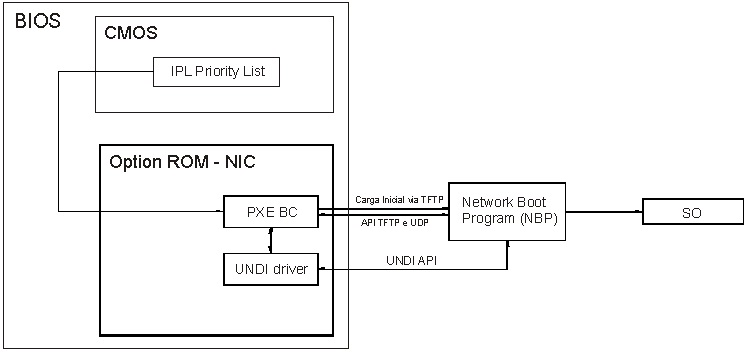 BIOS
CMOS
IPL Priority List
Option ROM - NIC
PXE BC
Carga Inicial via TFTP
API TFTP e UDP
Network Boot
Program (NBP)
SO
UNDI driver
UNDI API